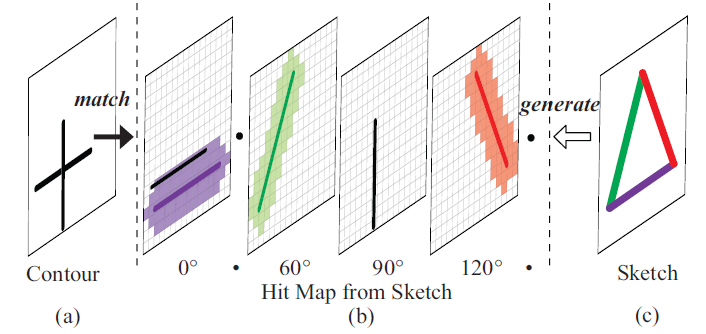 match
generate
0° • 60° 90° 120° •
Contour
Hit Map from Sketch
Sketch
(a)
(b)
(c)